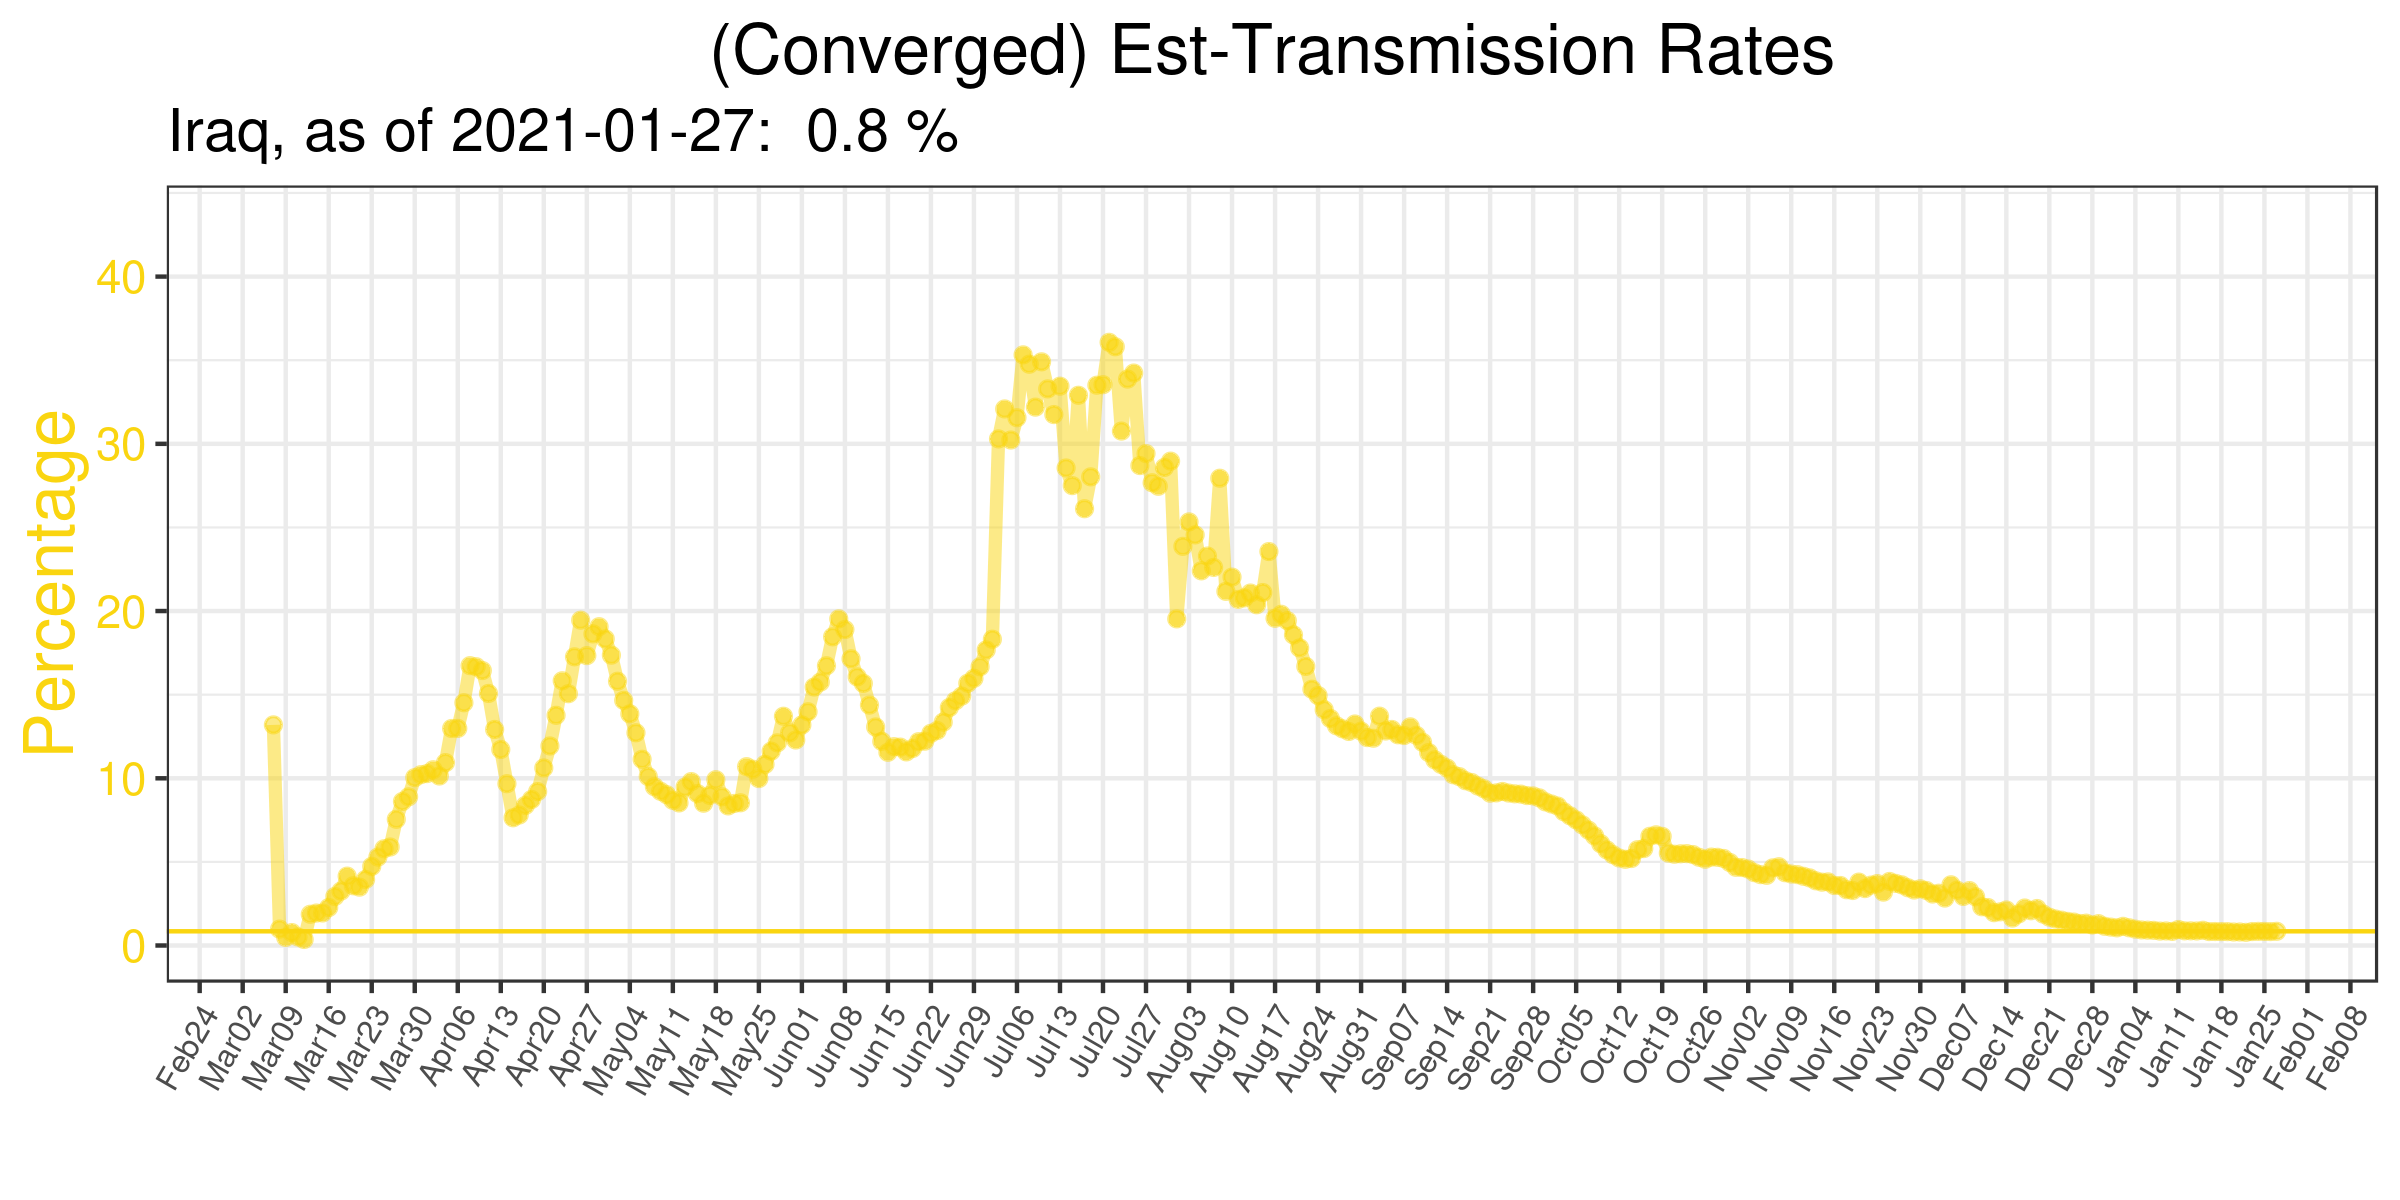 (Converged) Est-Transmission Rates
Iraq, as of 2021-01-27:  0.8 %
Percentage
40
30
20
10
0
Feb24
Mar02
Mar09
Mar16
Mar23
Mar30
Apr06
Apr13
Apr20
Apr27
May04
May11
May18
May25
Jun01
Jun08
Jun15
Jun22
Jun29
Jul06
Jul13
Jul20
Jul27
Aug03
Aug10
Aug17
Aug24
Aug31
Sep07
Sep14
Sep21
Sep28
Oct05
Oct12
Oct19
Oct26
Nov02
Nov09
Nov16
Nov23
Nov30
Dec07
Dec14
Dec21
Dec28
Jan04
Jan11
Jan18
Jan25
Feb01
Feb08